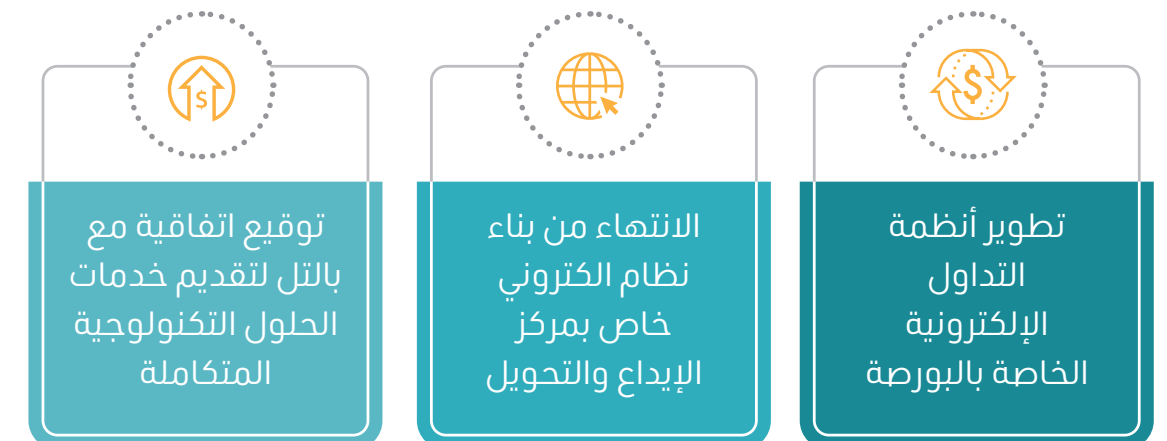 تطوير أنظمة
التداول
الإلكترونية
الخاصة بالبورصة
الانتهاء من بناء
نظام الكتروني
خاص بمركز
الإيداع والتحويل
توقيع اتفاقية مع
بالتل لتقديم خدمات
الحلول التكنولوجية
المتكاملة